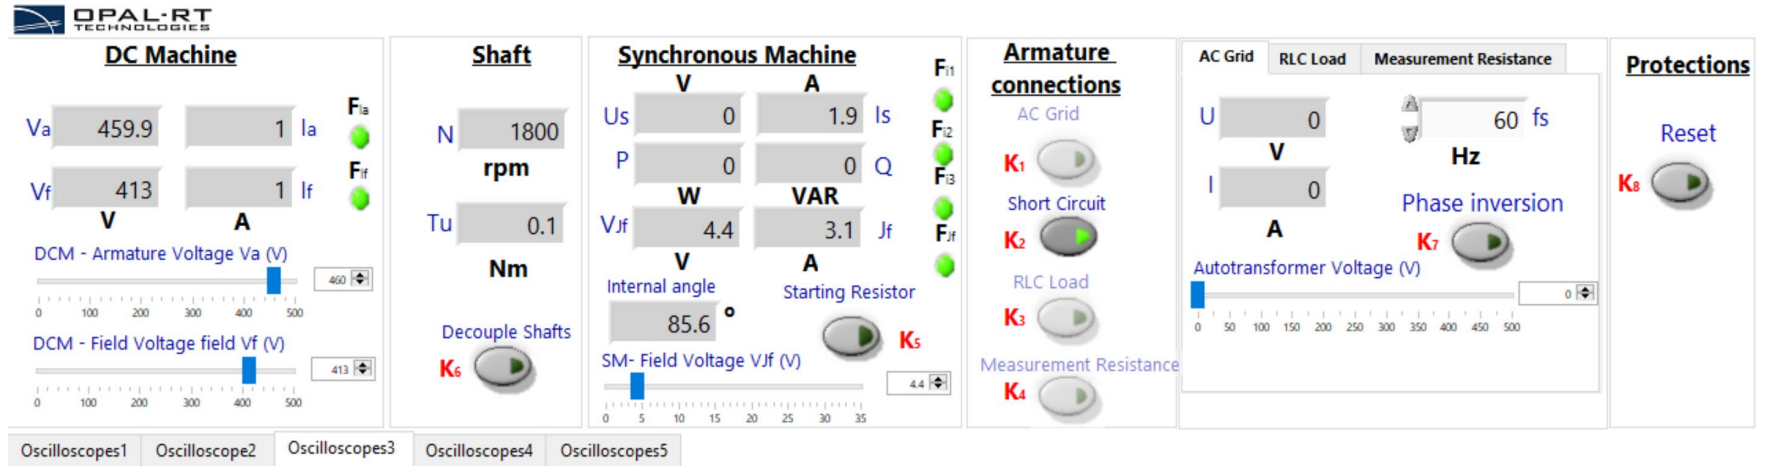 OPAL-RT
TECHNOLOGIES
DC Machine
Va 459.9 1 Ia Fia
Vf 413 1 If Fif
V A
DCM - Armature Voltage Va (V)
460
0 100 200 300 400 500
DCM - Field Voltage field Vf (V)
413
0 100 200 300 400 500
Shaft
N 1800
rpm
Tu 0.1
Nm
Decouple Shafts
K6
Synchronous Machine
V A
Us 0 1.9 Is Fi1
P 0 0 Q Fi2
W VAR Fi3
VJf 4.4 3.1 Jf FJf
V A
Internal angle
85.6 °
Starting Resistor
K5
SM- Field Voltage VJf (V)
4.4
0 5 10 15 20 25 30 35
Armature
connections
AC Grid
K1
Short Circuit
K2
RLC Load
K3
Measurement Resistance
K4
AC Grid RLC Load Measurement Resistance
U 0 60 fs
V Hz
I 0
A
Phase inversion
K7
Autotransformer Voltage (V)
0
0 50 100 150 200 250 300 350 400 450 500
Protections
Reset
K8
Oscilloscopes1 Oscilloscope2 Oscilloscopes3 Oscilloscopes4 Oscilloscopes5